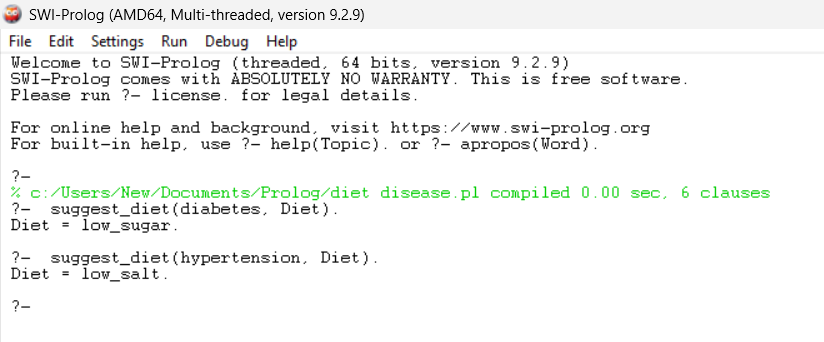 SWI-Prolog (AMD64, Multi-threaded, version 9.2.9)
File Edit Settings Run Debug Help
Welcome to SWI-Prolog (threaded, 64 bits, version 9.2.9)
SWI-Prolog comes with ABSOLUTELY NO WARRANTY. This is free software.
Please run ?- license. for legal details.
For online help and background, visit https://www.swi-prolog.org
For built-in help, use ?- help(Topic). or ?- apropos(Word).
?-
% c:/Users/New/Documents/Prolog/diet disease.pl compiled 0.00 sec, 6 clauses
?- suggest_diet(diabetes, Diet).
Diet = low_sugar.
?- suggest_diet(hypertension, Diet).
Diet = low_salt.
?-